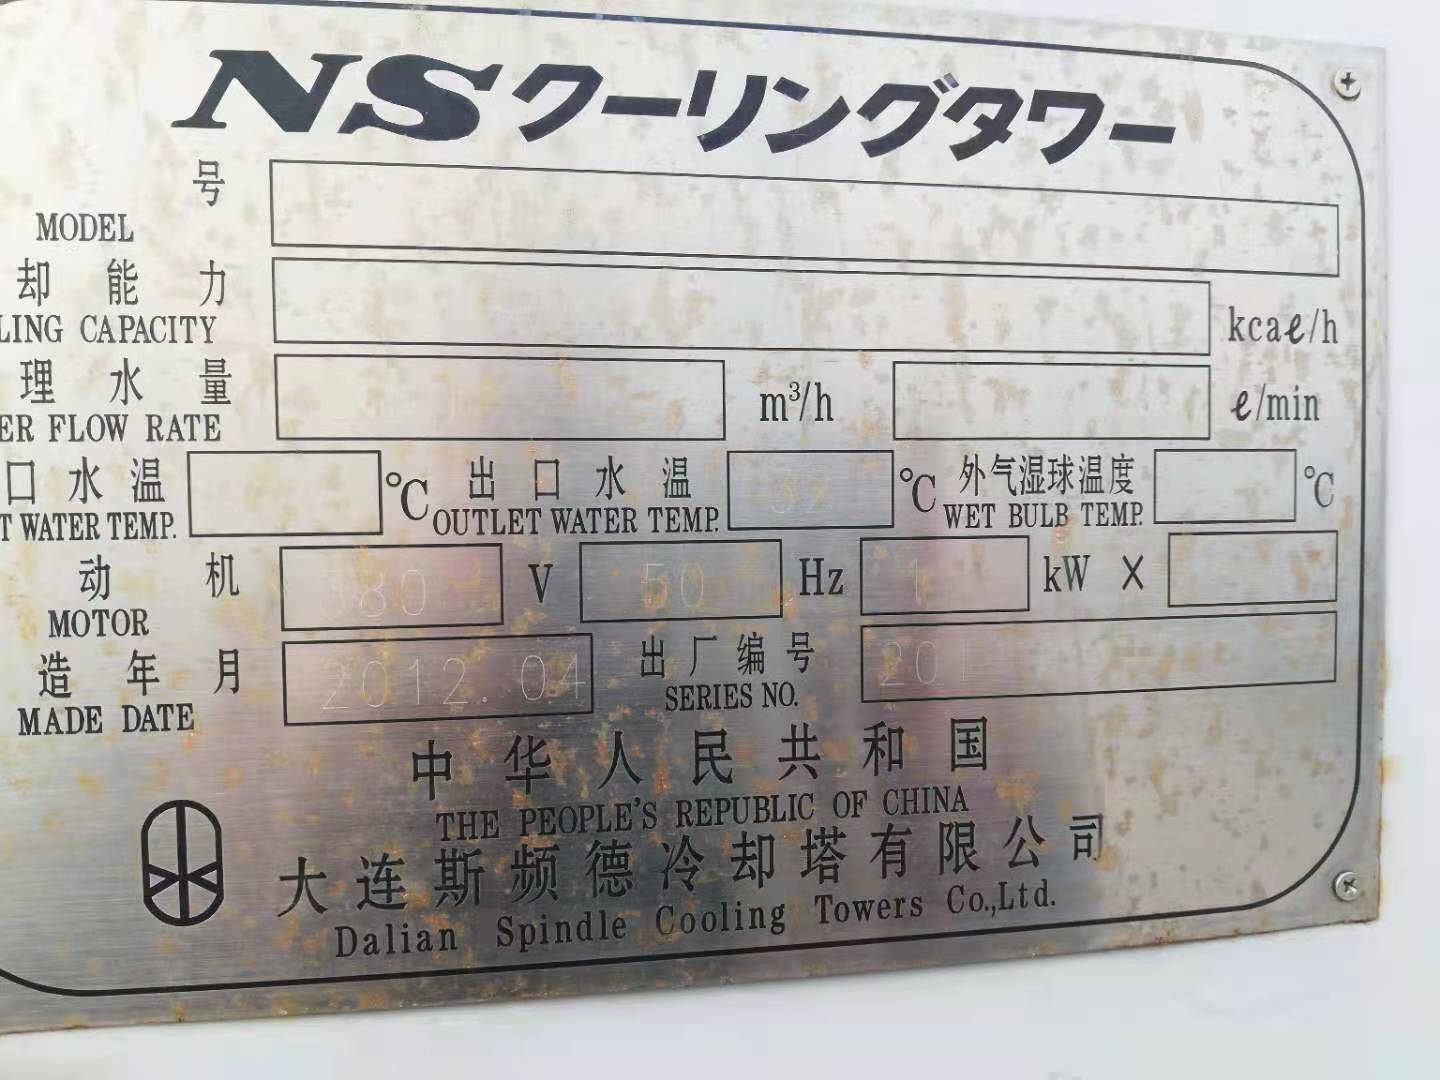 NSクーリングタワー
号
MODEL
却能力
LING CAPACITY kcaℓ/h
理水量
ER FLOW RATE m³/h ℓ/min
口水温 ℃ 出口水温 32 ℃ 外气湿球温度 ℃
T WATER TEMP. OUTLET WATER TEMP. WET BULB TEMP.
动机 380 V 50 Hz 1 kW ×
MOTOR
造年月 2012.04 出厂编号 201
MADE DATE SERIES NO.
中华人民共和国
THE PEOPLE'S REPUBLIC OF CHINA
大连斯频德冷却塔有限公司
Dalian Spindle Cooling Towers Co.,Ltd.